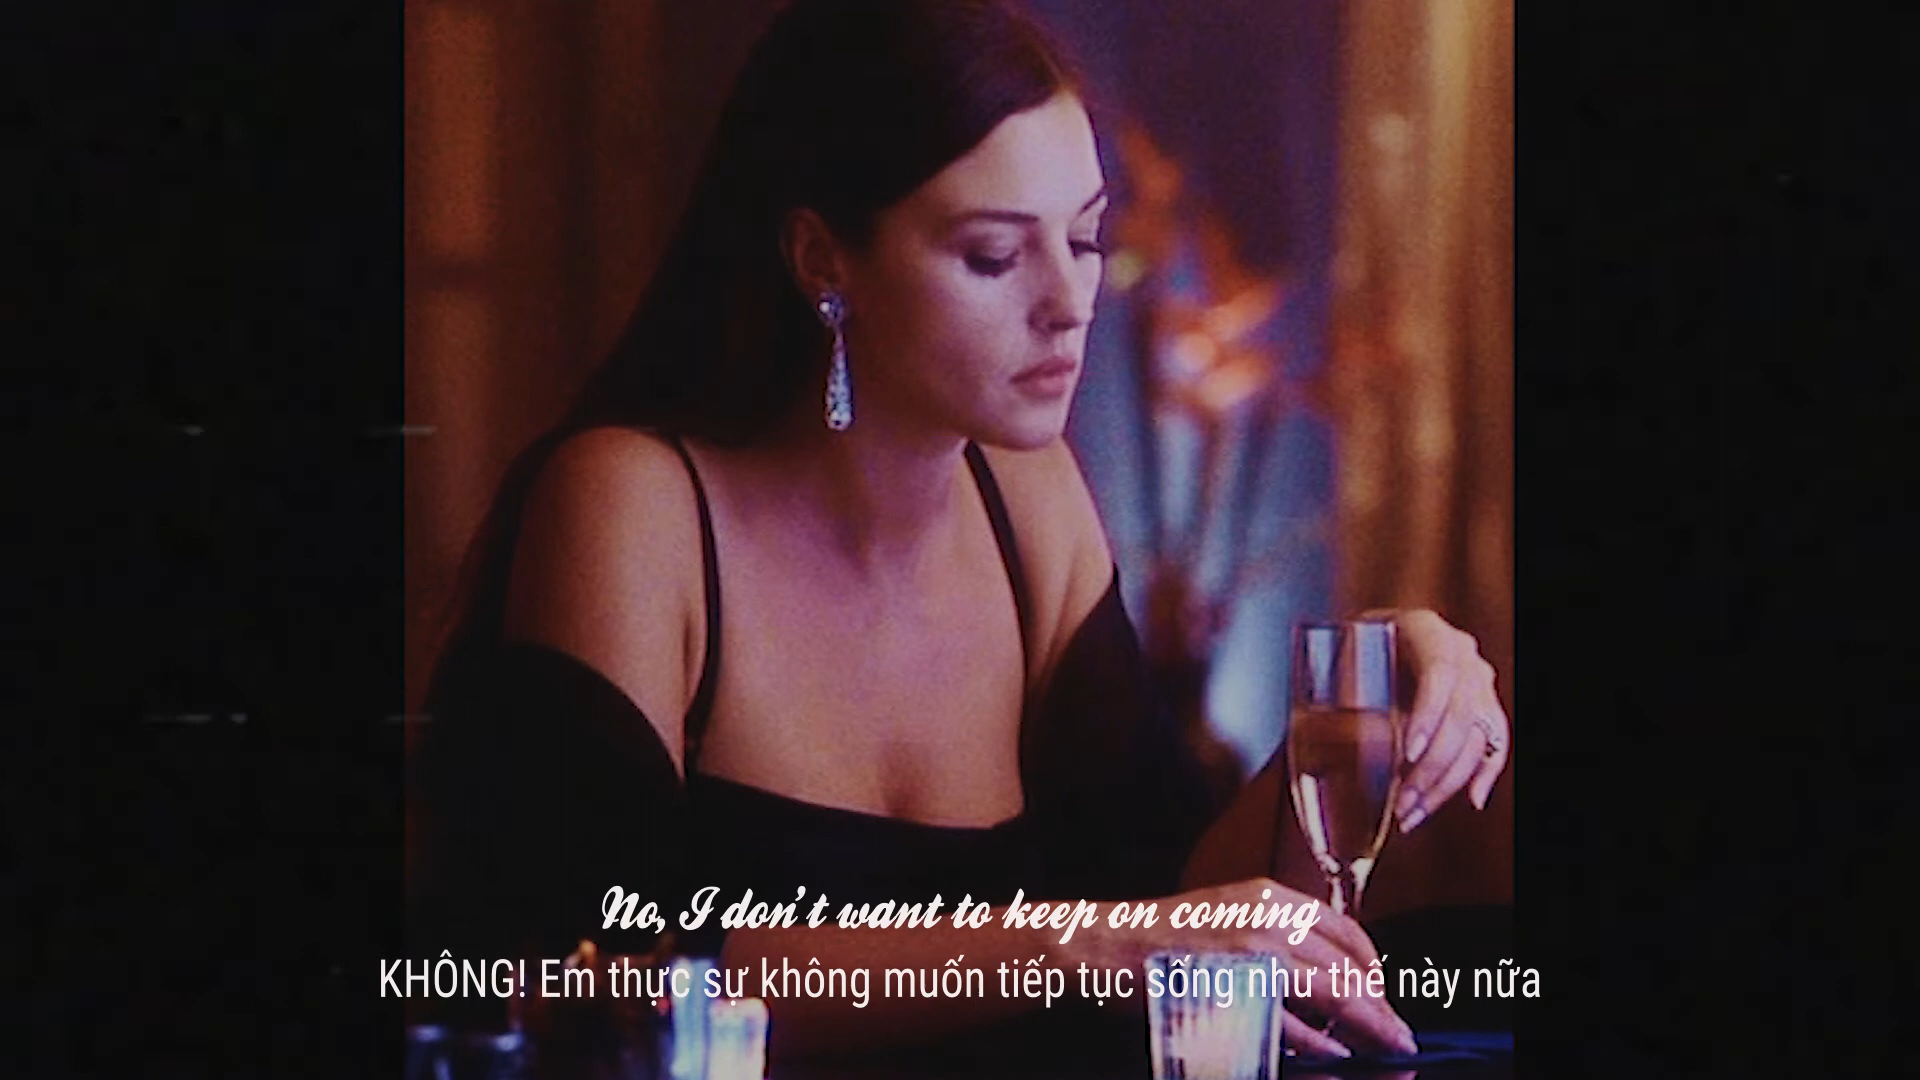 No, I don't want to keep on coming
KHÔNG! Em thực sự không muốn tiếp tục sống như thế này nữa